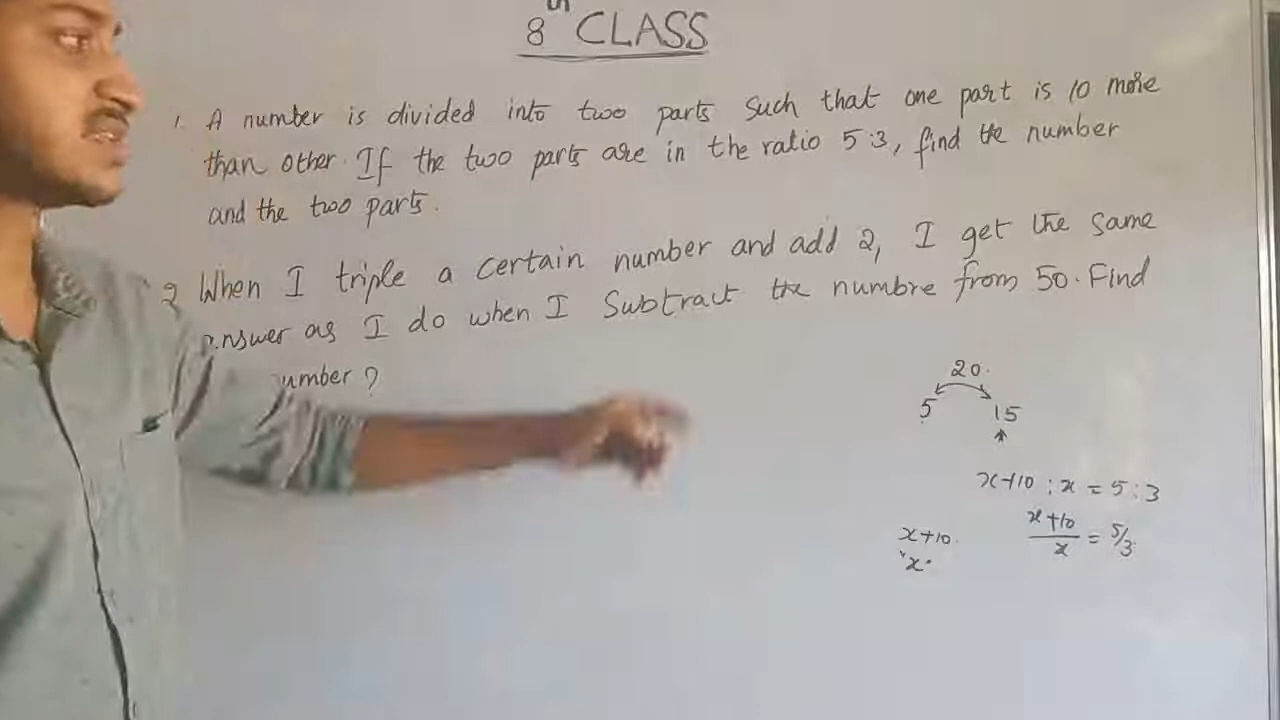 8th CLASS
1. A number is divided into two parts such that one part is 10 more
than other. If the two parts are in the ratio 5:3, find the number
and the two parts.
2 When I triple a certain number and add 2, I get the same
answer as I do when I subtract the numbre from 50. Find
umber ?
20.
5 15
x+10 : x = 5:3
x+10/x = 5/3
x+10.
x